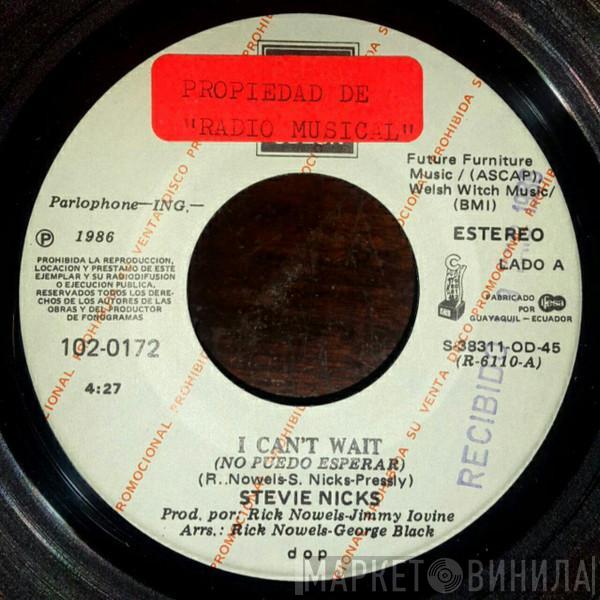 PROPIEDAD DE
"RADIO MUSICAL"
Future Furniture
Music / (ASCAP)
Welsh Witch Music/
(BMI)
Parlophone—ING.—
Ⓟ 1986
ESTEREO
LADO A
PROHIBIDA LA REPRODUCCION,
LOCACION Y PRESTAMO DE ESTE
EJEMPLAR Y SU RADIODIFUSION
O EJECUCION PUBLICA,
RESERVADOS TODOS LOS DERE-
CHOS DE LOS AUTORES DE LAS
OBRAS Y DEL PRODUCTOR
DE FONOGRAMAS
FABRICADO
POR
GUAYAQUIL - ECUADOR
ifesa
102-0172
S-38311-OD-45
(R-6110-A)
4:27
RECIBIDO
I CAN'T WAIT
(NO PUEDO ESPERAR)
(R..Nowels-S. Nicks-Pressly)
STEVIE NICKS
Prod. por: Rick Nowels-Jimmy Iovine
Arrs.: Rick Nowels-George Black
d o p
DISCO PROMOCIONAL PROHIBIDA SU VENTA
МАРКЕТ ВИНИЛА